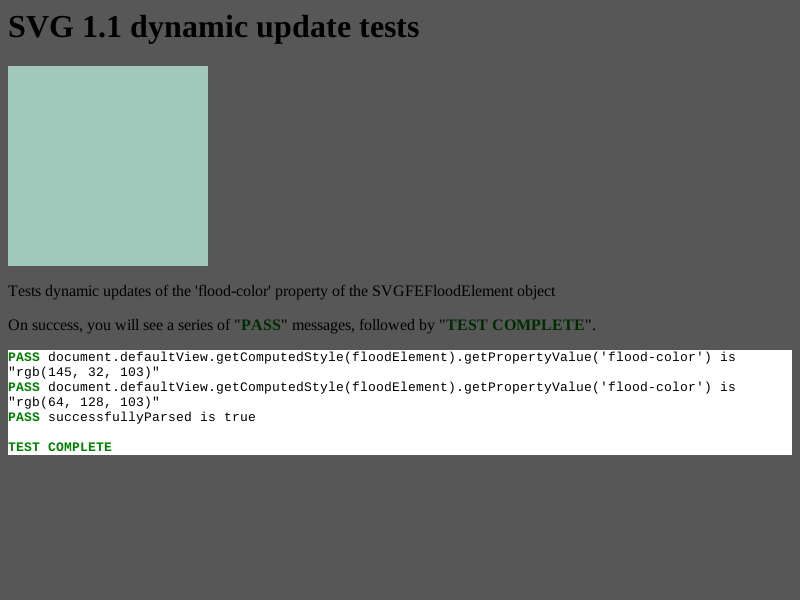 SVG 1.1 dynamic update tests
Tests dynamic updates of the 'flood-color' property of the SVGFEFloodElement object
On success, you will see a series of "PASS" messages, followed by "TEST COMPLETE".
PASS document.defaultView.getComputedStyle(floodElement).getPropertyValue('flood-color') is
"rgb(145, 32, 103)"
PASS document.defaultView.getComputedStyle(floodElement).getPropertyValue('flood-color') is
"rgb(64, 128, 103)"
PASS successfullyParsed is true
TEST COMPLETE